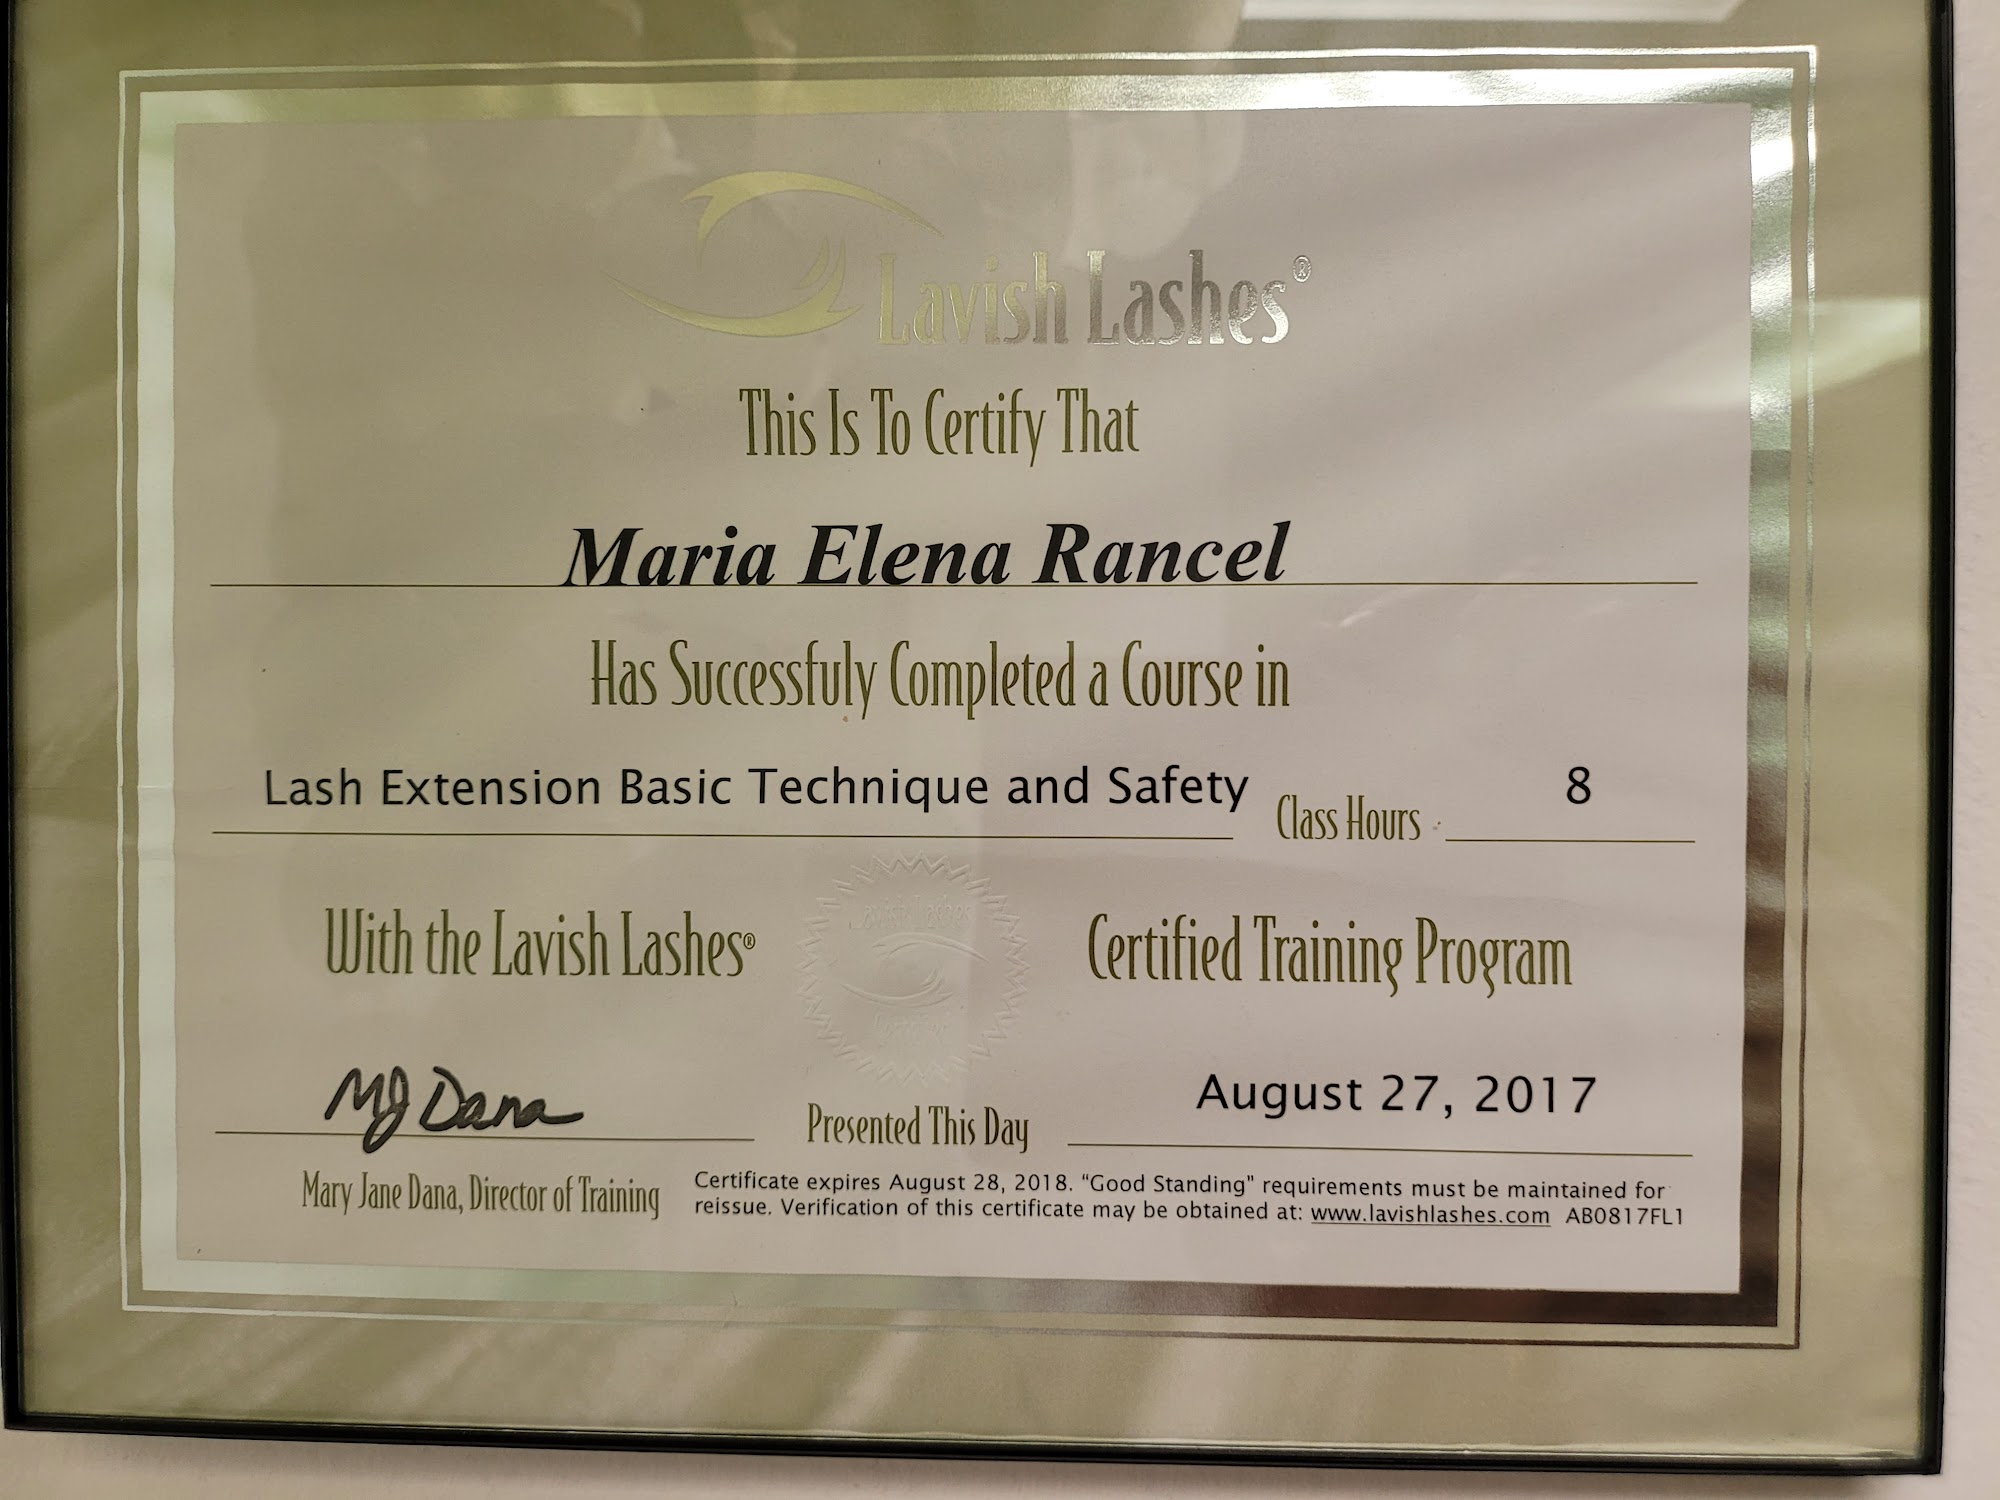 Lavish Lashes®
This Is To Certify That
Maria Elena Rancel
Has Successfuly Completed a Course in
Lash Extension Basic Technique and Safety Class Hours 8
With the Lavish Lashes® Certified Training Program
Lavish Lashes
Certified
MJ Dana Presented This Day August 27, 2017
Mary Jane Dana, Director of Training
Certificate expires August 28, 2018. "Good Standing" requirements must be maintained for
reissue. Verification of this certificate may be obtained at: www.lavishlashes.com AB0817FL1